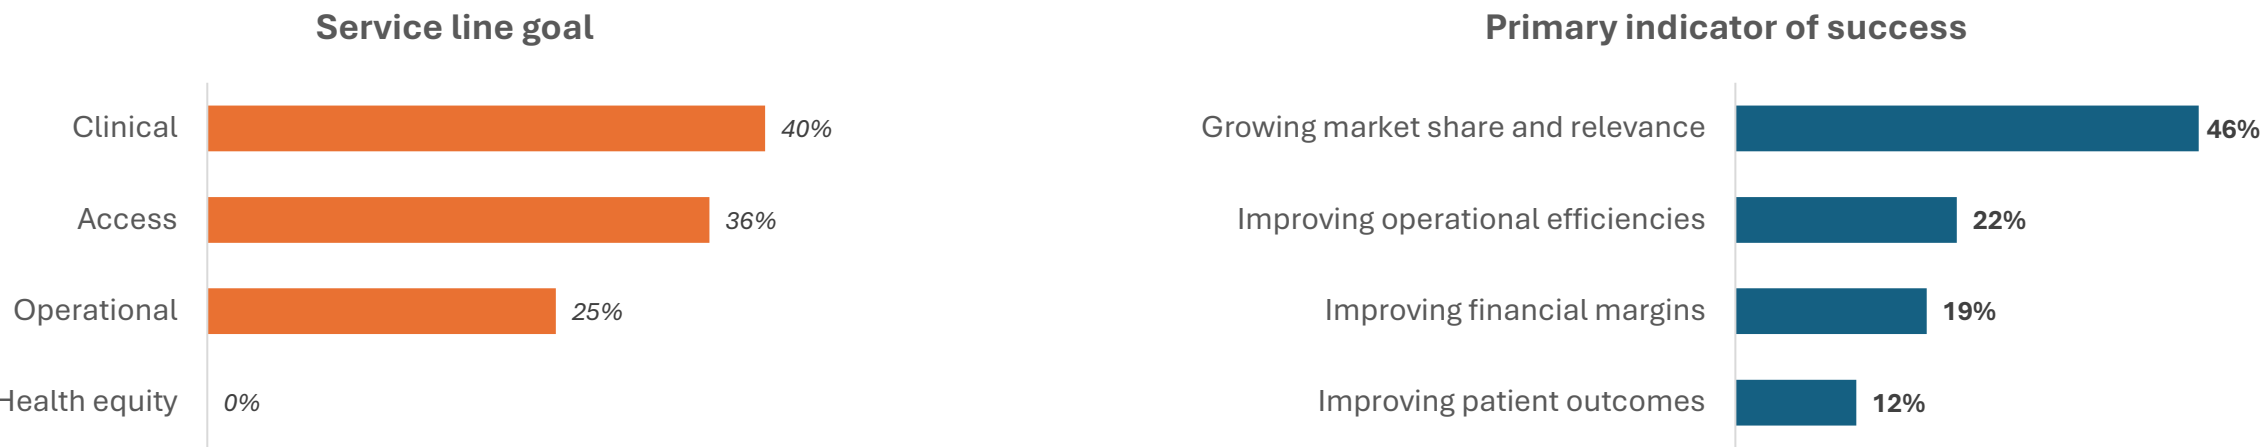 Service line goal
Clinical 40%
Access 36%
Operational 25%
Health equity 0%
Primary indicator of success
Growing market share and relevance 46%
Improving operational efficiencies 22%
Improving financial margins 19%
Improving patient outcomes 12%